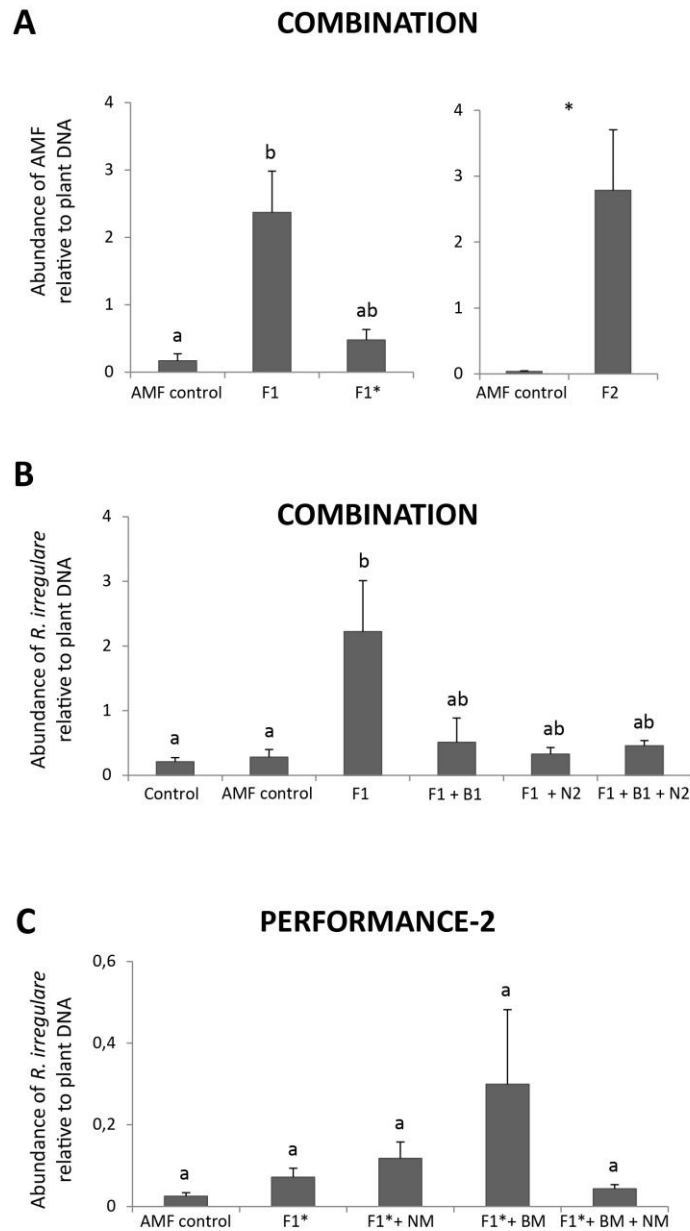 A
COMBINATION
Abundance of AMF
relative to plant DNA
4
3
2
1
0
a
b
ab
AMF control
F1
F1*
4
3
2
1
0
*
AMF control
F2
B
COMBINATION
Abundance of R. irregulare
relative to plant DNA
4
3
2
1
0
a
a
b
ab
ab
ab
Control
AMF control
F1
F1 + B1
F1 + N2
F1 + B1 + N2
C
PERFORMANCE-2
Abundance of R. irregulare
relative to plant DNA
0,6
0,4
0,2
0
a
a
a
a
a
AMF control
F1*
F1*+ NM
F1*+ BM
F1*+ BM + NM